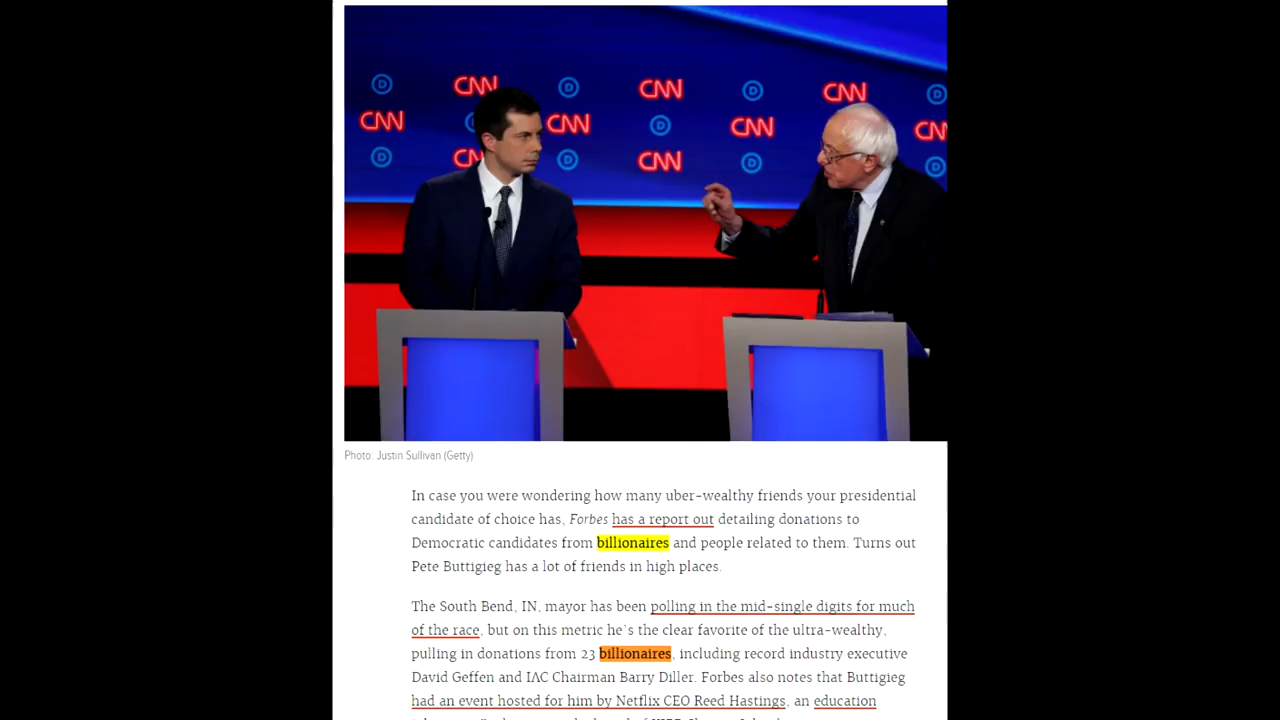 CNN CNN CNN
CNN CNN CNN CN
CN CNN
Photo: Justin Sullivan (Getty)
In case you were wondering how many uber-wealthy friends your presidential
candidate of choice has, Forbes has a report out detailing donations to
Democratic candidates from billionaires and people related to them. Turns out
Pete Buttigieg has a lot of friends in high places.
The South Bend, IN, mayor has been polling in the mid-single digits for much
of the race, but on this metric he's the clear favorite of the ultra-wealthy,
pulling in donations from 23 billionaires, including record industry executive
David Geffen and IAC Chairman Barry Diller. Forbes also notes that Buttigieg
had an event hosted for him by Netflix CEO Reed Hastings, an education